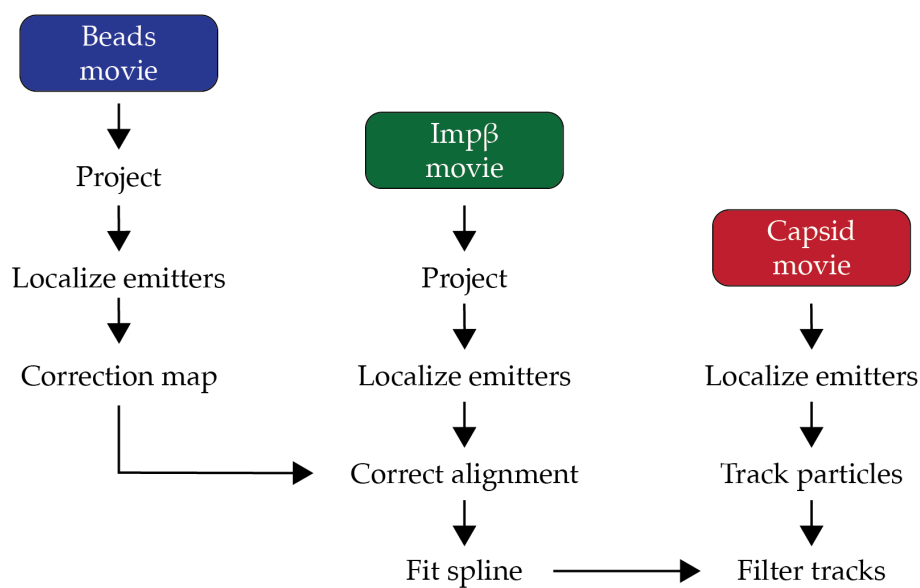 Beads
movie
Project
Localize emitters
Correction map
Impβ
movie
Project
Localize emitters
Correct alignment
Fit spline
Capsid
movie
Localize emitters
Track particles
Filter tracks